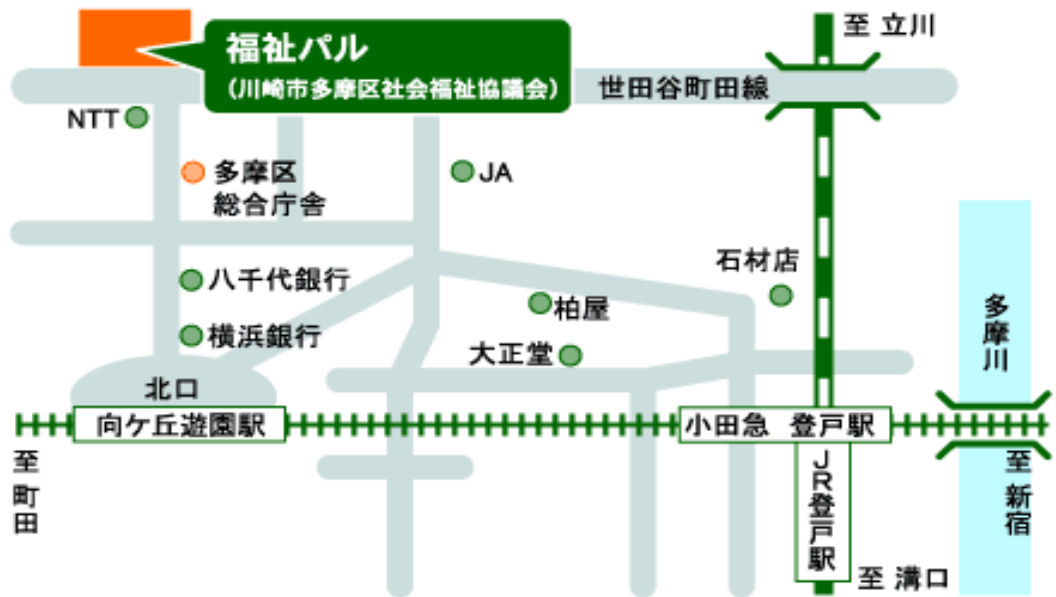 至 立川
福祉パル
(川崎市多摩区社会福祉協議会)
世田谷町田線
NTT
多摩区
総合庁舎
JA
石材店
八千代銀行
柏屋
多摩川
横浜銀行
大正堂
北口
向ケ丘遊園駅
小田急 登戸駅
至町田
JR登戸駅
至新宿
至 溝口